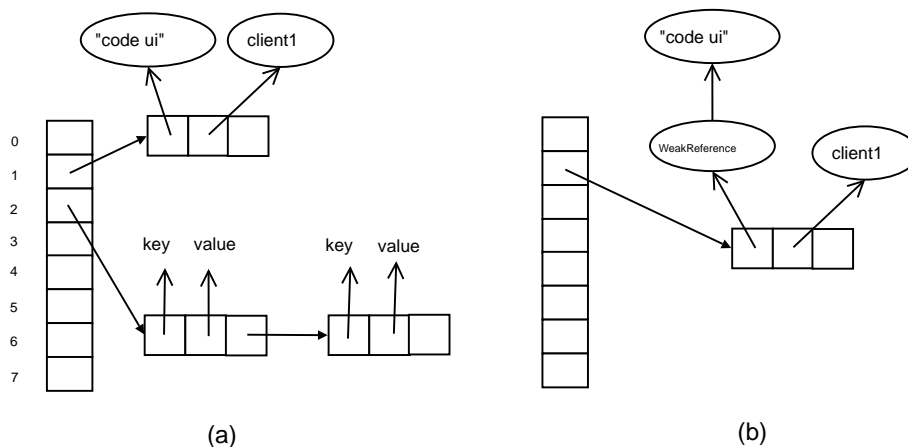 "code ui"
client1
0
1
2
3
4
5
6
7
key
value
key
value
(a)
"code ui"
WeakReference
client1
(b)